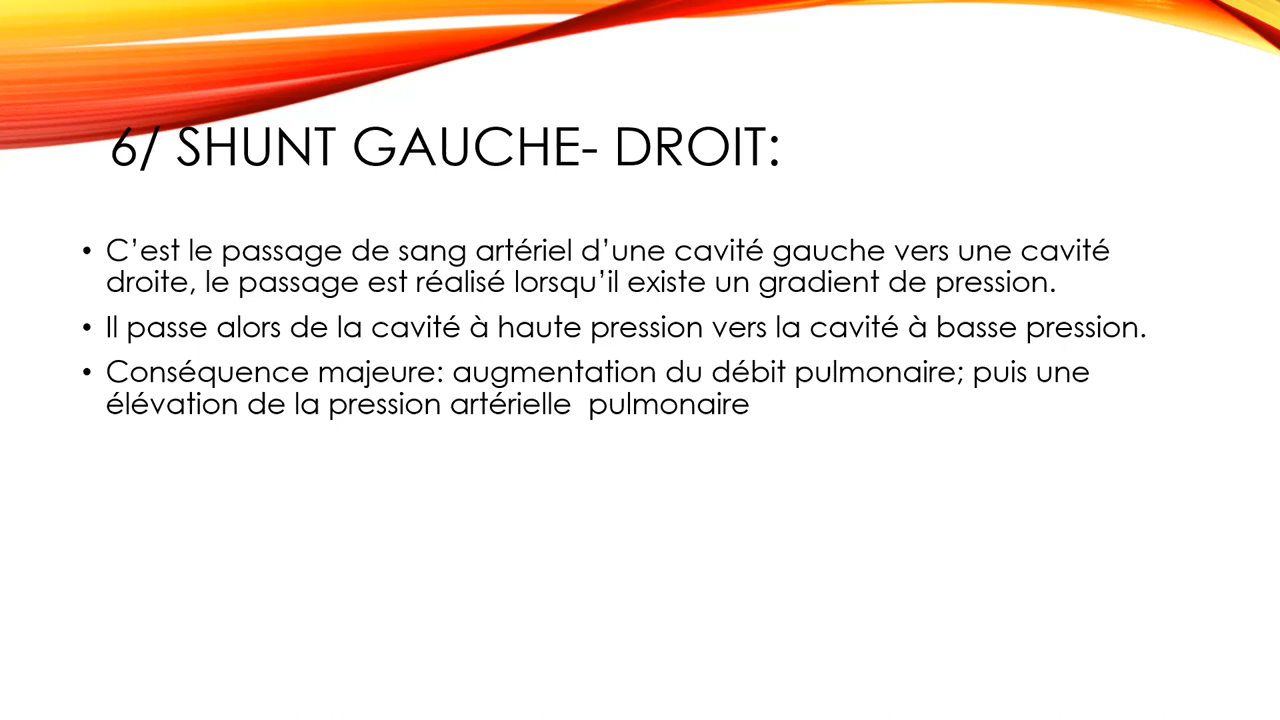 6/ SHUNT GAUCHE- DROIT:
• C’est le passage de sang artériel d’une cavité gauche vers une cavité
droite, le passage est réalisé lorsqu’il existe un gradient de pression.
• Il passe alors de la cavité à haute pression vers la cavité à basse pression.
• Conséquence majeure: augmentation du débit pulmonaire; puis une
élévation de la pression artérielle  pulmonaire